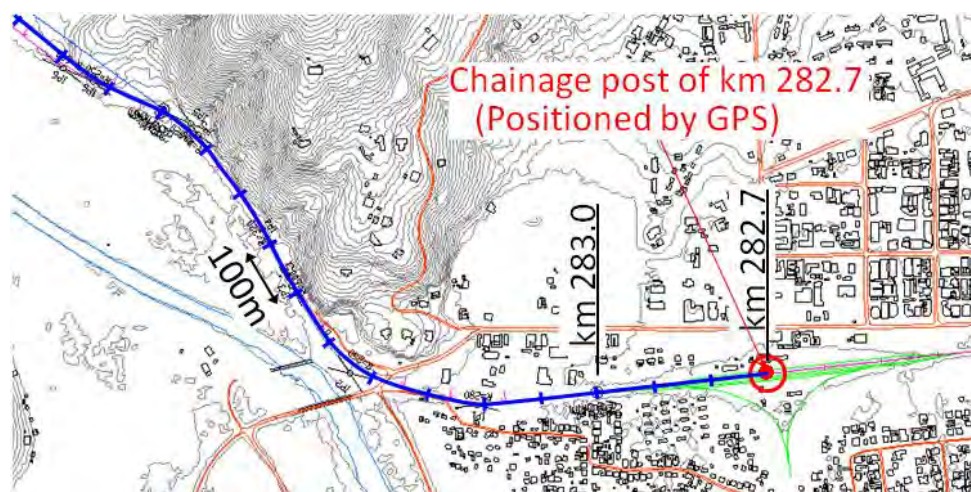 Chainage post of km 282.7
(Positioned by GPS)
km 283.0
km 282.7
100m